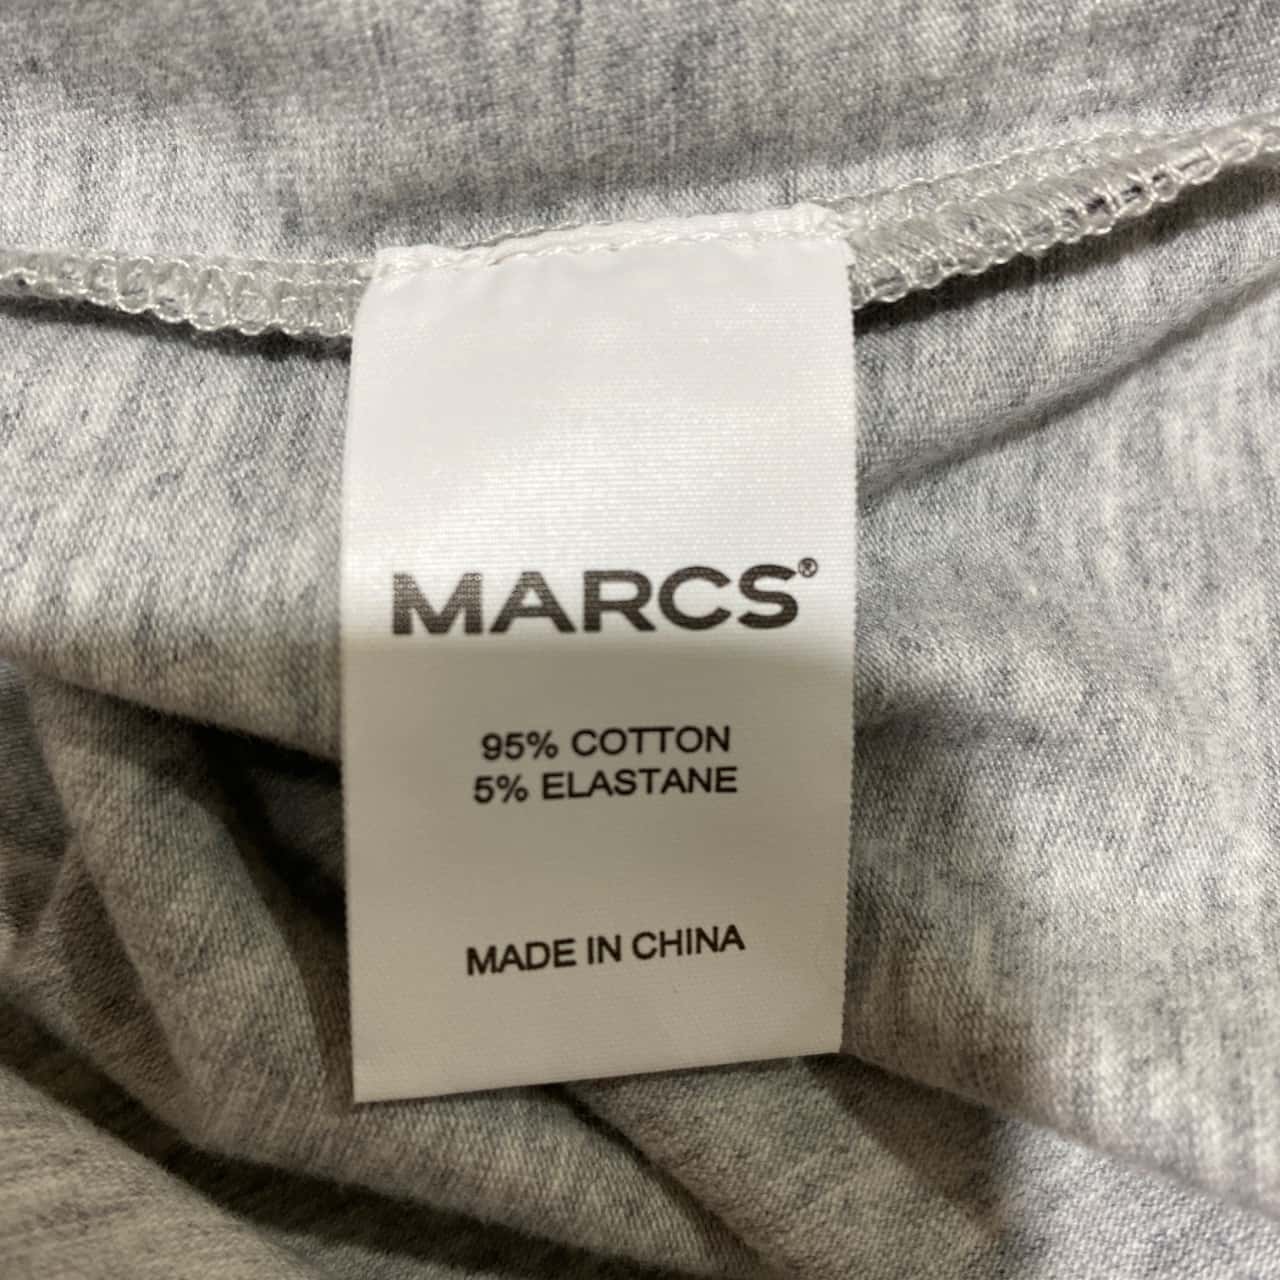 MARCS®
95% COTTON
5% ELASTANE
MADE IN CHINA